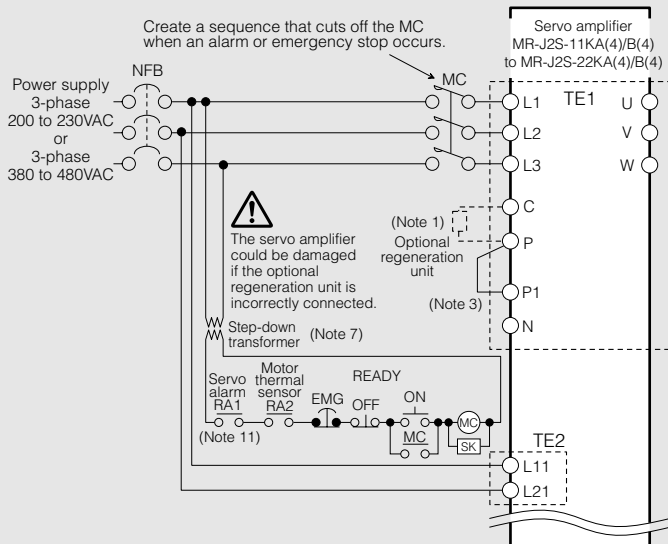 Create a sequence that cuts off the MC
when an alarm or emergency stop occurs.
Servo amplifier
MR-J2S-11KA(4)/B(4)
to MR-J2S-22KA(4)/B(4)
NFB
MC
Power supply
3-phase
200 to 230VAC
or
3-phase
380 to 480VAC
TE1
L1
U
L2
V
L3
W
C
(Note 1)
Optional
regeneration
unit
P
(Note 3)
P1
N
The servo amplifier
could be damaged
if the optional
regeneration unit is
incorrectly connected.
Step-down
transformer
(Note 7)
Servo
alarm
RA1
Motor
thermal
sensor
RA2
EMG
READY
OFF
ON
MC
MC
SK
(Note 11)
TE2
L11
L21